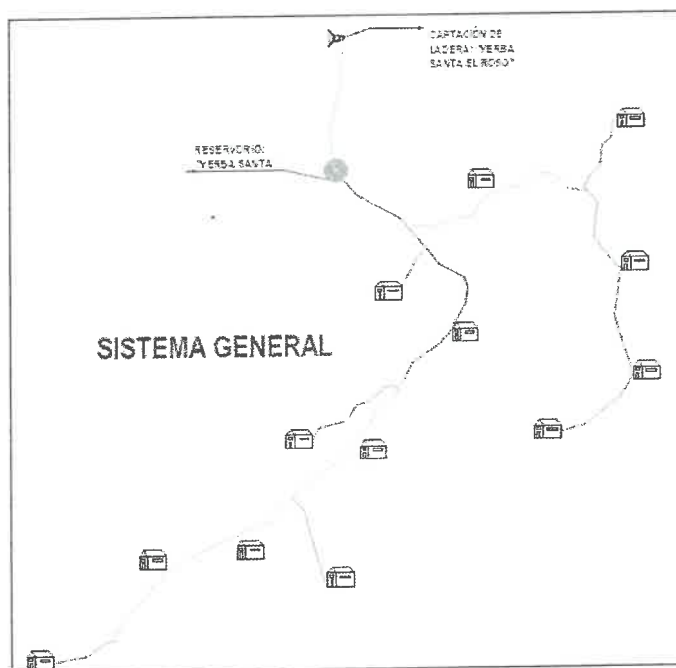 CAPTACIÓN DE
LADERA: "YERBA
SANTA EL ROSO"
RESERVORIO:
"YERBA SANTA
SISTEMA GENERAL